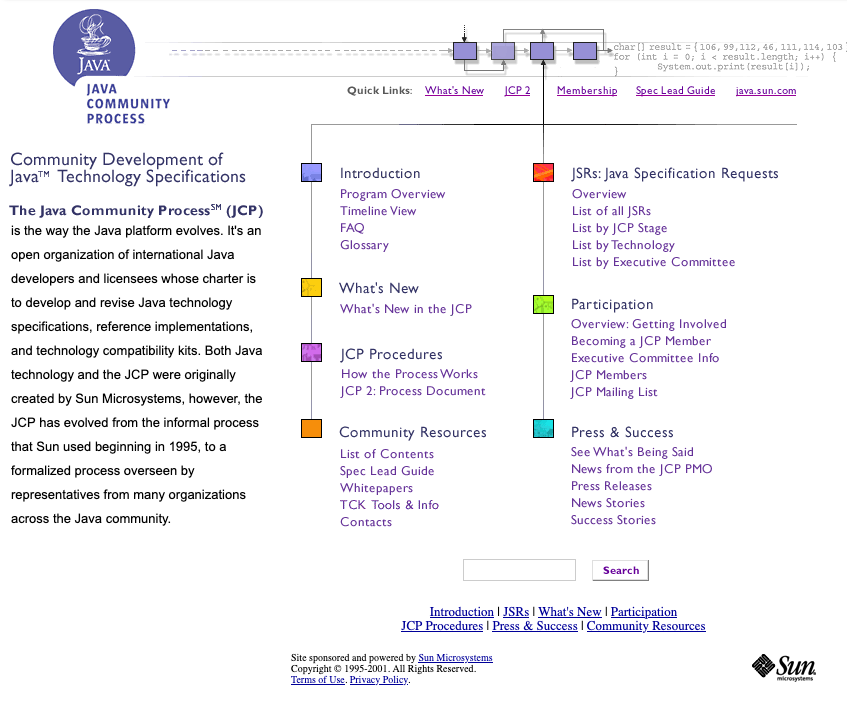 JAVA
JAVA
COMMUNITY
PROCESS
char[] result = {106, 99, 112, 46, 111, 114, 103}
for (int i = 0; i < result.length; i++) {
System.out.print(result[i]);
}
Quick Links: What's New JCP 2 Membership Spec Lead Guide java.sun.com
Community Development of
Java™ Technology Specifications
The Java Community Process℠ (JCP)
is the way the Java platform evolves. It's an
open organization of international Java
developers and licensees whose charter is
to develop and revise Java technology
specifications, reference implementations,
and technology compatibility kits. Both Java
technology and the JCP were originally
created by Sun Microsystems, however, the
JCP has evolved from the informal process
that Sun used beginning in 1995, to a
formalized process overseen by
representatives from many organizations
across the Java community.
Introduction
Program Overview
Timeline View
FAQ
Glossary
What's New
What's New in the JCP
JCP Procedures
How the Process Works
JCP 2: Process Document
Community Resources
List of Contents
Spec Lead Guide
Whitepapers
TCK Tools & Info
Contacts
JSRs: Java Specification Requests
Overview
List of all JSRs
List by JCP Stage
List by Technology
List by Executive Committee
Participation
Overview: Getting Involved
Becoming a JCP Member
Executive Committee Info
JCP Members
JCP Mailing List
Press & Success
See What's Being Said
News from the JCP PMO
Press Releases
News Stories
Success Stories
Search
Introduction | JSRs | What's New | Participation
JCP Procedures | Press & Success | Community Resources
Site sponsored and powered by Sun Microsystems
Copyright © 1995-2001. All Rights Reserved.
Terms of Use. Privacy Policy.
Sun
microsystems